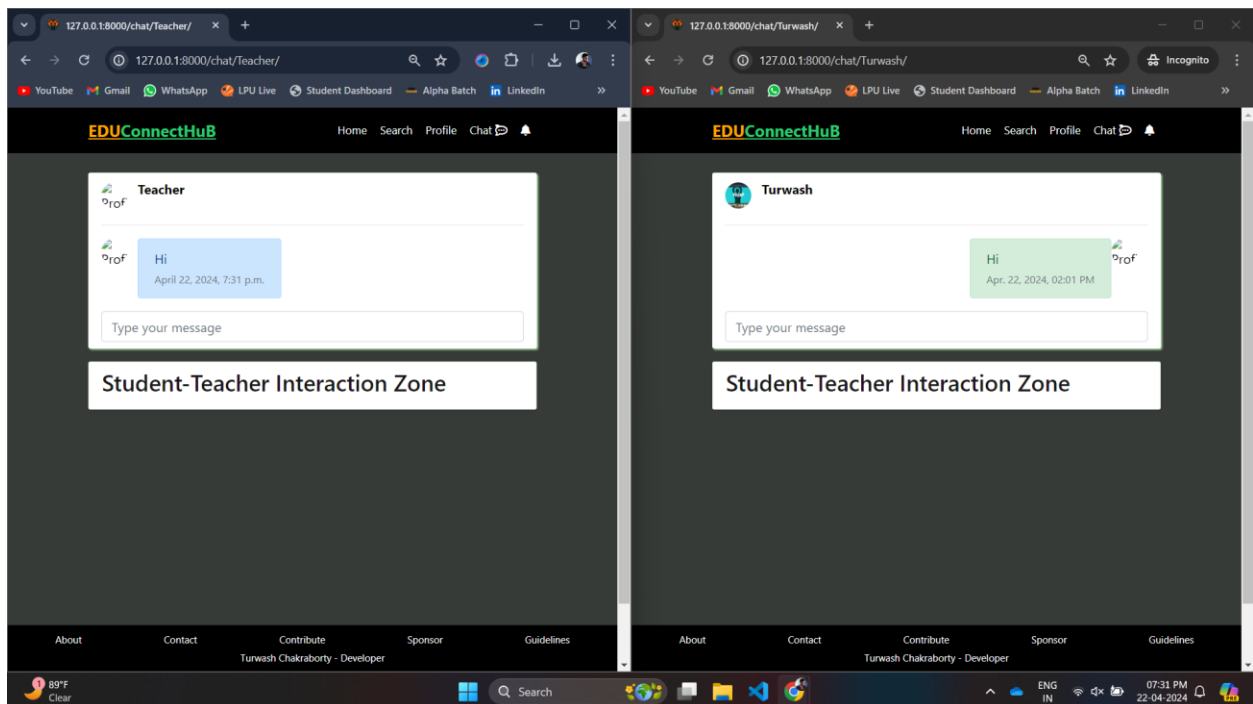 127.0.0.1:8000/chat/Teacher/
127.0.0.1:8000/chat/Teacher/
YouTube Gmail WhatsApp LPU Live Student Dashboard Alpha Batch LinkedIn »
EDUConnectHuB Home Search Profile Chat
Prof Teacher
Prof Hi
April 22, 2024, 7:31 p.m.
Type your message
Student-Teacher Interaction Zone
About Contact Contribute Sponsor Guidelines
Turwash Chakraborty - Developer
127.0.0.1:8000/chat/Turwash/
127.0.0.1:8000/chat/Turwash/ Incognito
YouTube Gmail WhatsApp LPU Live Student Dashboard Alpha Batch LinkedIn »
EDUConnectHuB Home Search Profile Chat
Turwash
Hi Prof
Apr. 22, 2024, 02:01 PM
Type your message
Student-Teacher Interaction Zone
About Contact Contribute Sponsor Guidelines
Turwash Chakraborty - Developer
1 89°F
Clear
Search
ENG
IN
07:31 PM
22-04-2024